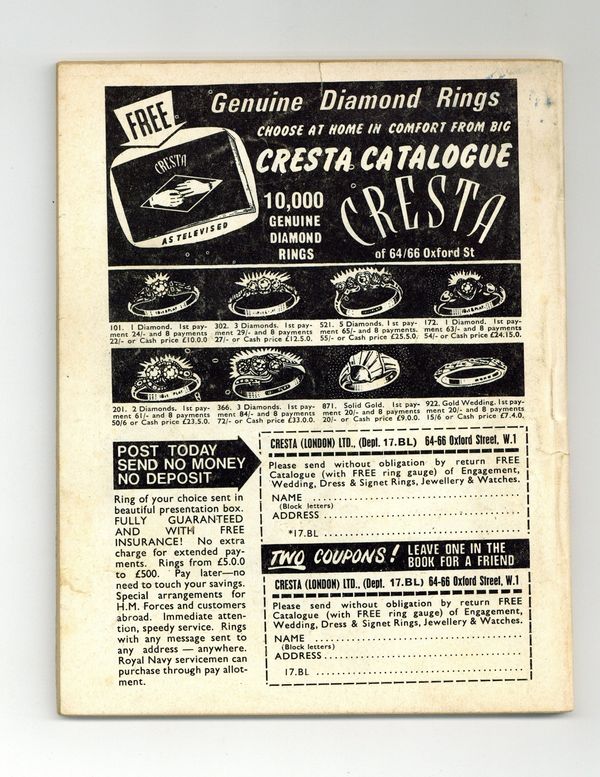 FREE
Genuine Diamond Rings
CHOOSE AT HOME IN COMFORT FROM BIG
CRESTA CATALOGUE
CRESTA
AS TELEVISED
10,000
GENUINE
DIAMOND
RINGS
CRESTA
of 64/66 Oxford St
101. 1 Diamond. 1st pay-
ment 24/- and 8 payments
22/- or Cash price £10.0.0
302. 3 Diamonds. 1st pay-
ment 29/- and 8 payments
27/- or Cash price £12.5.0.
521. 5 Diamonds. 1st pay-
ment 65/- and 8 payments.
55/- or Cash price £25.5.0.
172. 1 Diamond. 1st pay-
ment 63/- and 8 payments
54/- or Cash price £24.15.0.
201. 2 Diamonds. 1st pay-
ment 61/- and 8 payments
50/6 or Cash price £23.5.0.
366. 3 Diamonds. 1st pay-
ment 84/- and 8 payments
72/- or Cash price £33.0.0.
871. Solid Gold. 1st pay-
ment 20/- and 8 payments
20/- or Cash price £9.0.0.
922. Gold Wedding. 1st pay-
ment 20/- and 8 payments
15/6 or Cash price £7.4.0.
POST TODAY
SEND NO MONEY
NO DEPOSIT
Ring of your choice sent in
beautiful presentation box.
FULLY GUARANTEED
AND WITH FREE
INSURANCE! No extra
charge for extended pay-
ments. Rings from £5.0.0
to £500. Pay later—no
need to touch your savings.
Special arrangements for
H.M. Forces and customers
abroad. Immediate atten-
tion, speedy service. Rings
with any message sent to
any address — anywhere.
Royal Navy servicemen can
purchase through pay allot-
ment.
CRESTA (LONDON) LTD., (Dept. 17.BL) 64-66 Oxford Street, W.1
Please send without obligation by return FREE
Catalogue (with FREE ring gauge) of Engagement,
Wedding, Dress & Signet Rings, Jewellery & Watches.
NAME
(Block letters)
ADDRESS
*17.BL
TWO COUPONS! LEAVE ONE IN THE
BOOK FOR A FRIEND
CRESTA (LONDON) LTD., (Dept. 17.BL) 64-66 Oxford Street, W.1
Please send without obligation by return FREE
Catalogue (with FREE ring gauge) of Engagement,
Wedding, Dress & Signet Rings, Jewellery & Watches.
NAME
(Block letters)
ADDRESS
17.BL